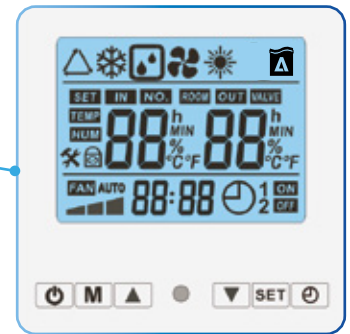 SET IN NO. ROOM OUT VALVE
TEMP 88 h 88 h
NUM MIN MIN
% %
°C°F °C°F
FAN AUTO 88:88 1 ON
2 OFF
M SET